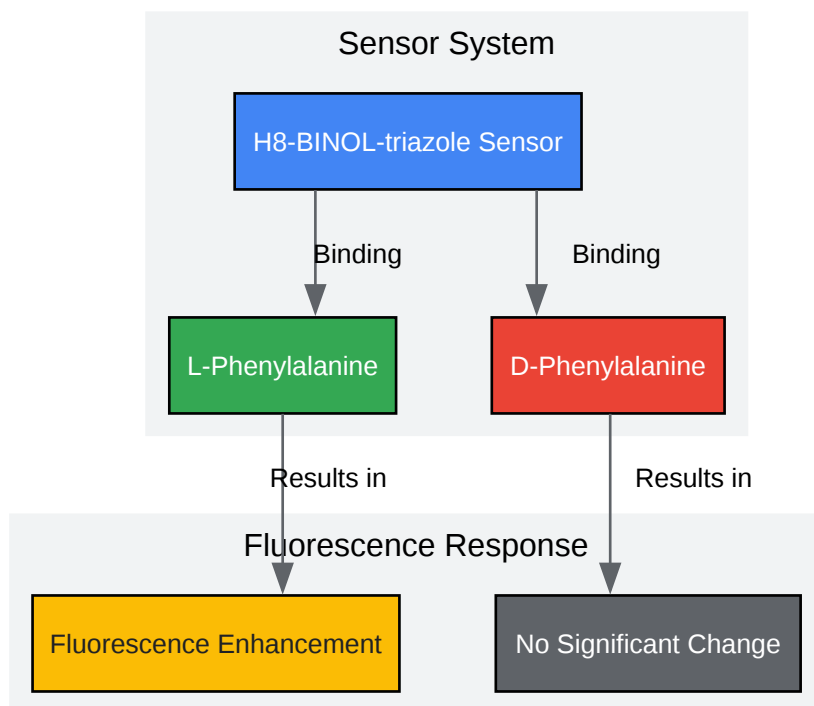 Sensor System
H8-BINOL-triazole Sensor
Binding
Binding
L-Phenylalanine
D-Phenylalanine
Results in
Results in
Fluorescence Response
Fluorescence Enhancement
No Significant Change